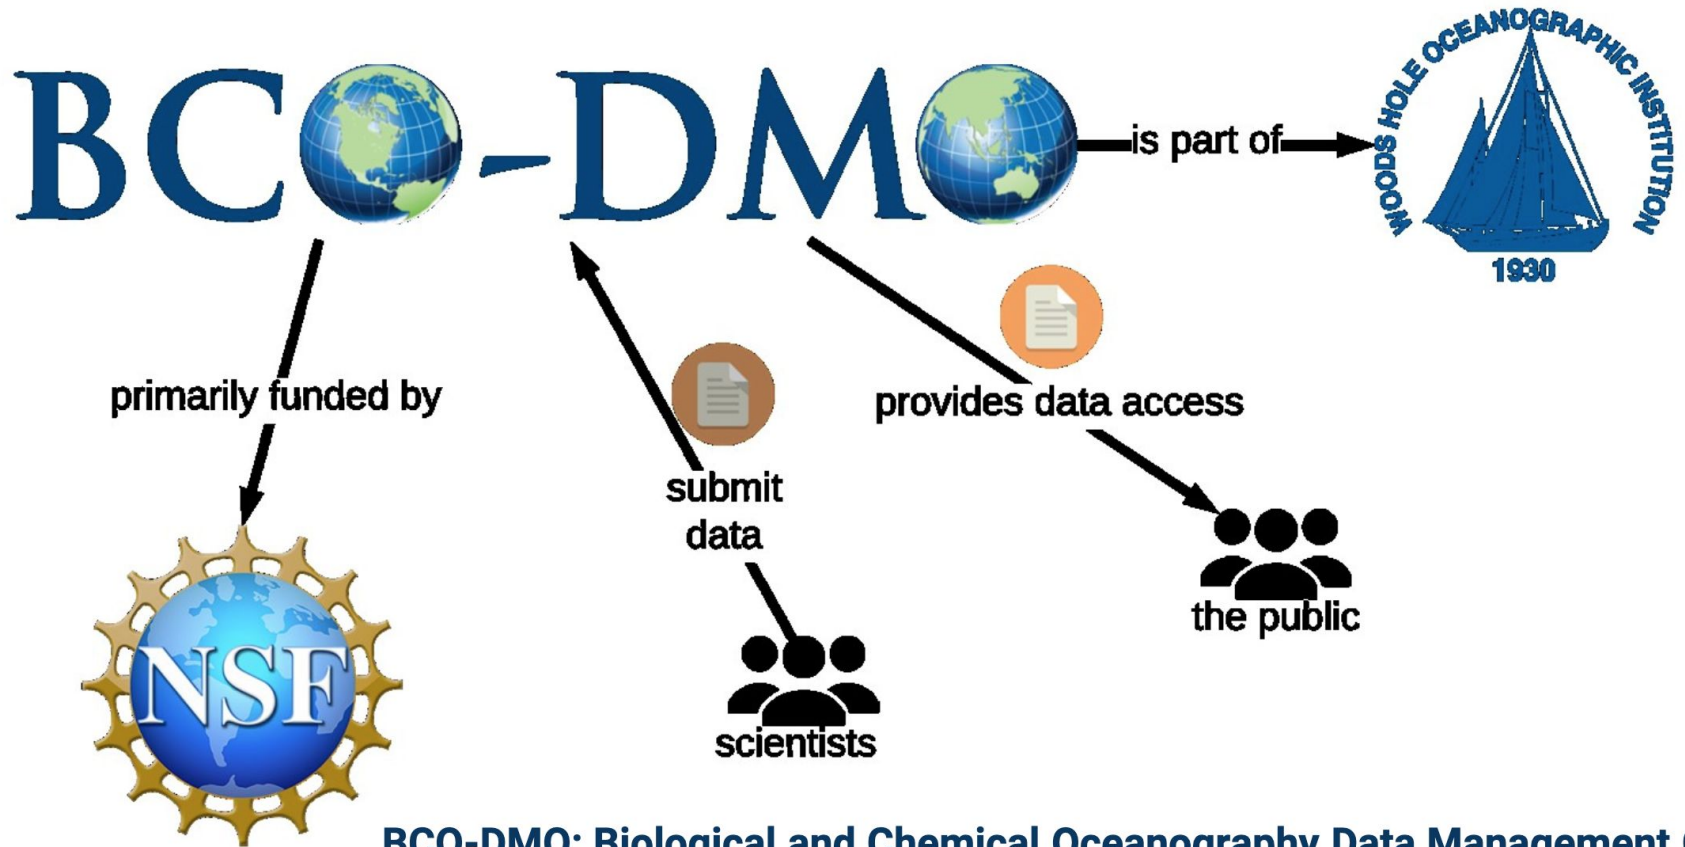 BCO-DMO
WOODS HOLE OCEANOGRAPHIC INSTITUTION
1930
is part of
primarily funded by
provides data access
submit
data
the public
NSF
scientists
BCO-DMO: Biological and Chemical Oceanography Data Management